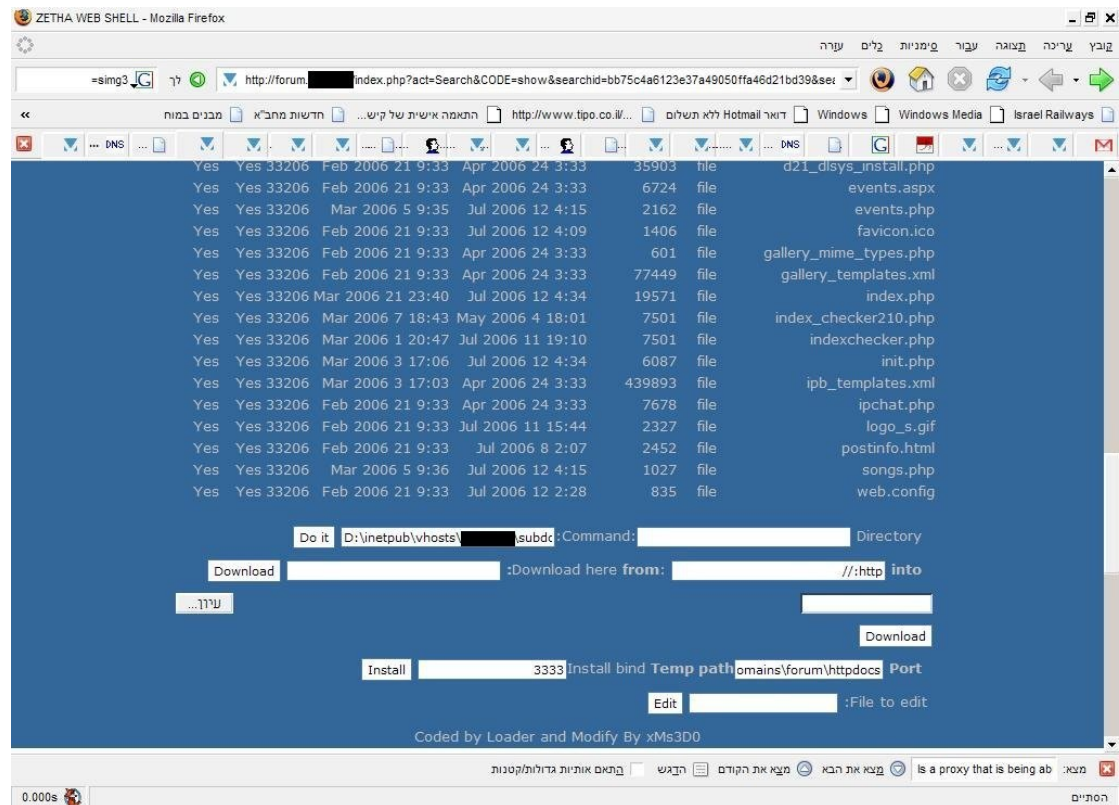 ZETHA WEB SHELL - Mozilla Firefox
קובץ עריכה תצוגה עבור סימניות כלים עזרה
http://forum. /index.php?act=Search&CODE=show&searchid=bb75c4a6123e37a49050ffa46d21bd39&sea לך =simg3
Israel Railways Windows Media Windows דואר Hotmail ללא תשלום http://www.tipo.co.il/... התאמה אישית של קיש... חדשות מחב"א מבנים במוח
DNS ... ... DNS ...
Yes Yes 33206 Feb 2006 21 9:33 Apr 2006 24 3:33 35903 file d21_dlsys_install.php
Yes Yes 33206 Feb 2006 21 9:33 Apr 2006 24 3:33 6724 file events.aspx
Yes Yes 33206 Mar 2006 5 9:35 Jul 2006 12 4:15 2162 file events.php
Yes Yes 33206 Feb 2006 21 9:33 Jul 2006 12 4:09 1406 file favicon.ico
Yes Yes 33206 Feb 2006 21 9:33 Apr 2006 24 3:33 601 file gallery_mime_types.php
Yes Yes 33206 Feb 2006 21 9:33 Apr 2006 24 3:33 77449 file gallery_templates.xml
Yes Yes 33206 Mar 2006 21 23:40 Jul 2006 12 4:34 19571 file index.php
Yes Yes 33206 Mar 2006 7 18:43 May 2006 4 18:01 7501 file index_checker210.php
Yes Yes 33206 Mar 2006 1 20:47 Jul 2006 11 19:10 7501 file indexchecker.php
Yes Yes 33206 Mar 2006 3 17:06 Jul 2006 12 4:34 6087 file init.php
Yes Yes 33206 Mar 2006 3 17:03 Apr 2006 24 3:33 439893 file ipb_templates.xml
Yes Yes 33206 Feb 2006 21 9:33 Apr 2006 24 3:33 7678 file ipchat.php
Yes Yes 33206 Feb 2006 21 9:33 Jul 2006 11 15:44 2327 file logo_s.gif
Yes Yes 33206 Feb 2006 21 9:33 Jul 2006 8 2:07 2452 file postinfo.html
Yes Yes 33206 Mar 2006 5 9:36 Jul 2006 12 4:15 1027 file songs.php
Yes Yes 33206 Feb 2006 21 9:33 Jul 2006 12 2:28 835 file web.config
Do it D:\inetpub\vhosts\ \subdo :Command: Directory
Download :Download here from: //:http into
עיון...
Download
Install 3333 Install bind Temp path omains\forum\httpdocs Port
Edit :File to edit
Coded by Loader and Modify By xMs3D0
מצא: ls a proxy that is being ab מצא את הבא מצא את הקודם הדגש התאם אותיות גדולות/קטנות
0.000s הסתיים